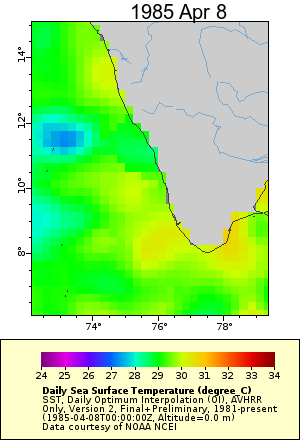 1985 Apr 8
14°
12°
10°
8°
74°
76°
78°
24 25 26 27 28 29 30 31 32 33 34
Daily Sea Surface Temperature (degree_C)
SST, Daily Optimum Interpolation (OI), AVHRR
Only, Version 2, Final+Preliminary, 1981-present
(1985-04-08T00:00:00Z, Altitude=0.0 m)
Data courtesy of NOAA NCEI